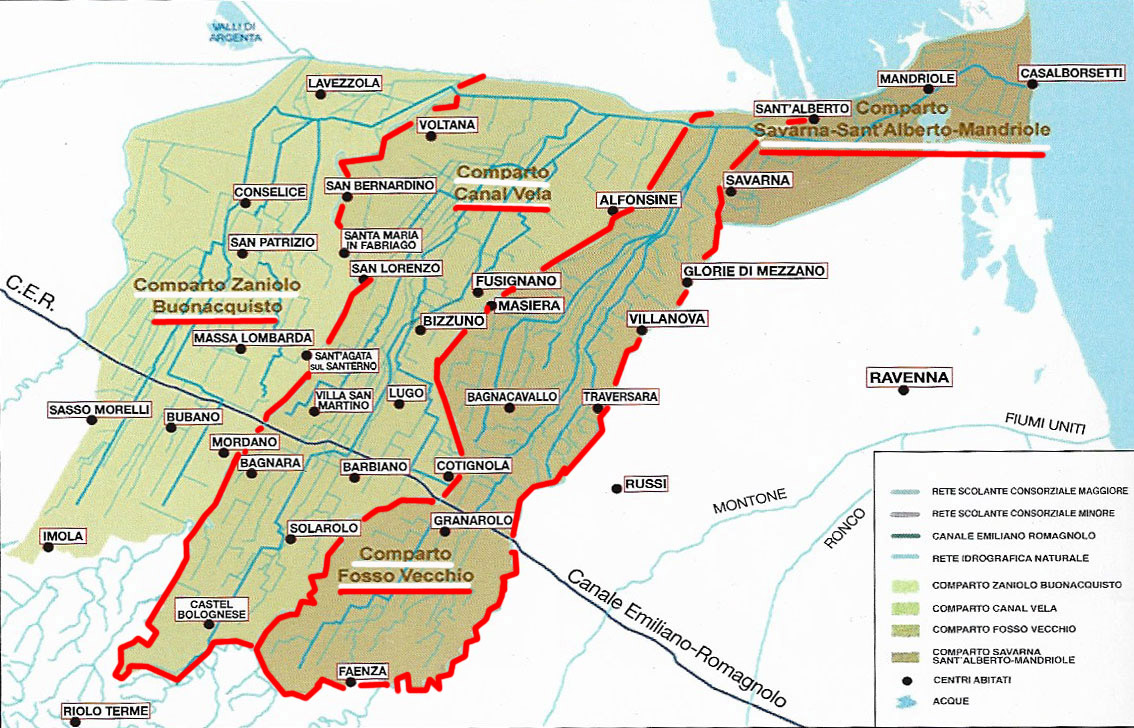 VALLI DI
ARGENTA
LAVEZZOLA
MANDRIOLE
CASALBORSETTI
SANT'ALBERTO
Comparto
Savarna-Sant'Alberto-Mandriole
VOLTANA
SAVARNA
CONSELICE
SAN BERNARDINO
Comparto
Canal Vela
ALFONSINE
SAN PATRIZIO
SANTA MARIA
IN FABRIAGO
SAN LORENZO
GLORIE DI MEZZANO
C.E.R.
Comparto Zaniolo
Buonacquisto
FUSIGNANO
MASIERA
BIZZUNO
VILLANOVA
MASSA LOMBARDA
SANT'AGATA
SUL SANTERNO
RAVENNA
SASSO MORELLI
BUBANO
VILLA SAN
MARTINO
LUGO
BAGNACAVALLO
TRAVERSARA
FIUMI UNITI
MORDANO
BAGNARA
BARBIANO
COTIGNOLA
RUSSI
MONTONE
RONCO
IMOLA
SOLAROLO
GRANAROLO
Comparto
Fosso Vecchio
Canale Emiliano-Romagnolo
CASTEL
BOLOGNESE
FAENZA
RIOLO TERME
RETE SCOLANTE CONSORZIALE MAGGIORE
RETE SCOLANTE CONSORZIALE MINORE
CANALE EMILIANO ROMAGNOLO
RETE IDROGRAFICA NATURALE
COMPARTO ZANIOLO BUONACQUISTO
COMPARTO CANAL VELA
COMPARTO FOSSO VECCHIO
COMPARTO SAVARNA
SANT'ALBERTO-MANDRIOLE
CENTRI ABITATI
ACQUE